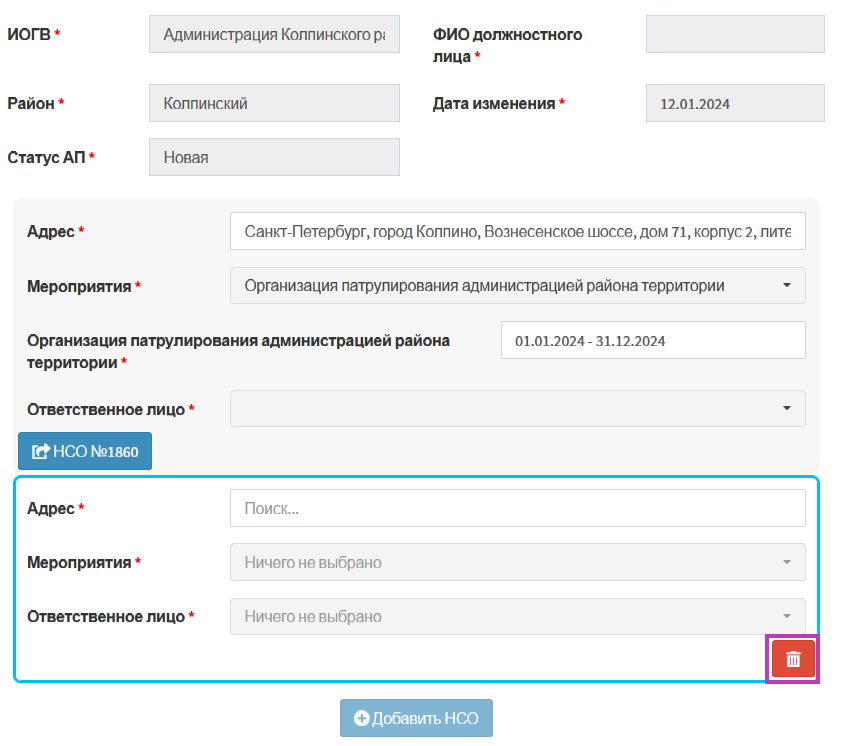 ИОГВ * Администрация Колпинского ра
ФИО должностного
лица *
Район * Колпинский
Дата изменения * 12.01.2024
Статус АП * Новая
Адрес * Санкт-Петербург, город Колпино, Вознесенское шоссе, дом 71, корпус 2, лите
Мероприятия * Организация патрулирования администрацией района территории
Организация патрулирования администрацией района
территории * 01.01.2024 - 31.12.2024
Ответственное лицо *
НСО №1860
Адрес * Поиск...
Мероприятия * Ничего не выбрано
Ответственное лицо * Ничего не выбрано
Добавить НСО